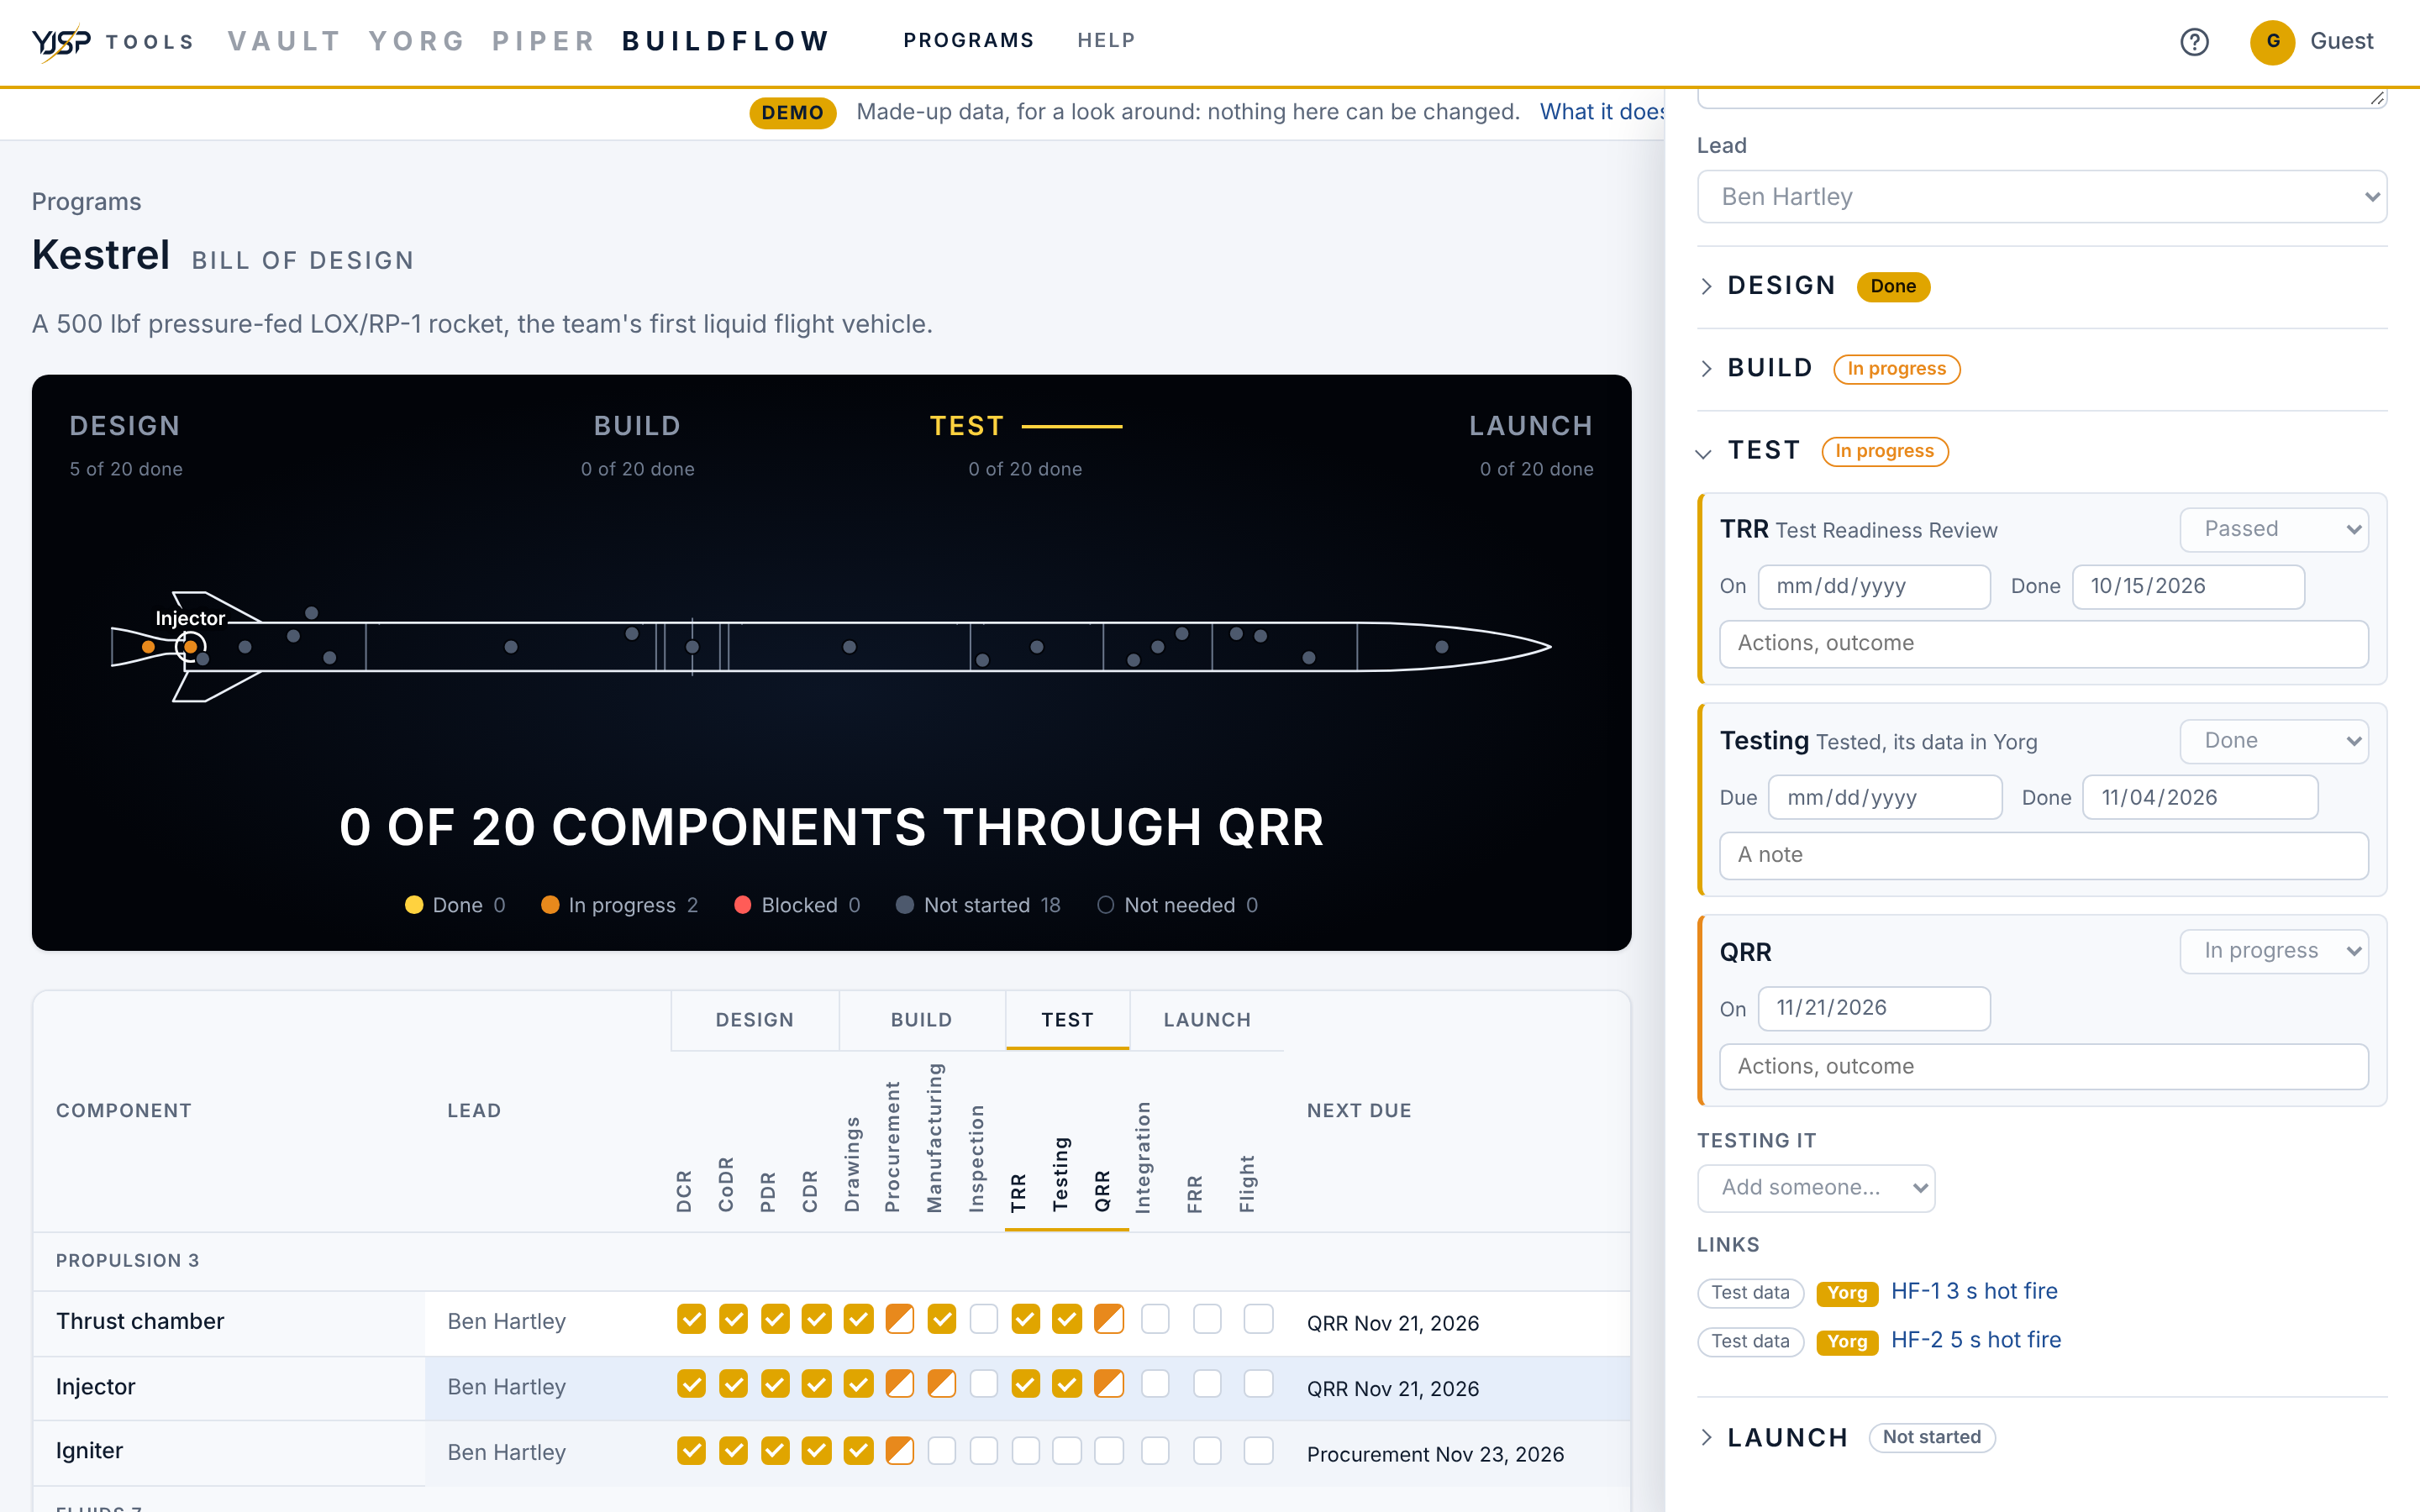 YJSP TOOLS VAULT YORG PIPER BUILDFLOW PROGRAMS HELP ? G Guest
DEMO Made-up data, for a look around: nothing here can be changed. What it does
Programs
Kestrel BILL OF DESIGN
A 500 lbf pressure-fed LOX/RP-1 rocket, the team's first liquid flight vehicle.
DESIGN BUILD TEST LAUNCH
5 of 20 done 0 of 20 done 0 of 20 done 0 of 20 done
Injector
0 OF 20 COMPONENTS THROUGH QRR
Done 0 In progress 2 Blocked 0 Not started 18 Not needed 0
DESIGN BUILD TEST LAUNCH
COMPONENT LEAD DCR CoDR PDR CDR Drawings Procurement Manufacturing Inspection TRR Testing QRR Integration FRR Flight NEXT DUE
PROPULSION 3
Thrust chamber Ben Hartley QRR Nov 21, 2026
Injector Ben Hartley QRR Nov 21, 2026
Igniter Ben Hartley Procurement Nov 23, 2026
Lead
Ben Hartley
DESIGN Done
BUILD In progress
TEST In progress
TRR Test Readiness Review Passed
On mm/dd/yyyy Done 10/15/2026
Actions, outcome
Testing Tested, its data in Yorg Done
Due mm/dd/yyyy Done 11/04/2026
A note
QRR In progress
On 11/21/2026
Actions, outcome
TESTING IT
Add someone...
LINKS
Test data Yorg HF-1 3 s hot fire
Test data Yorg HF-2 5 s hot fire
LAUNCH Not started